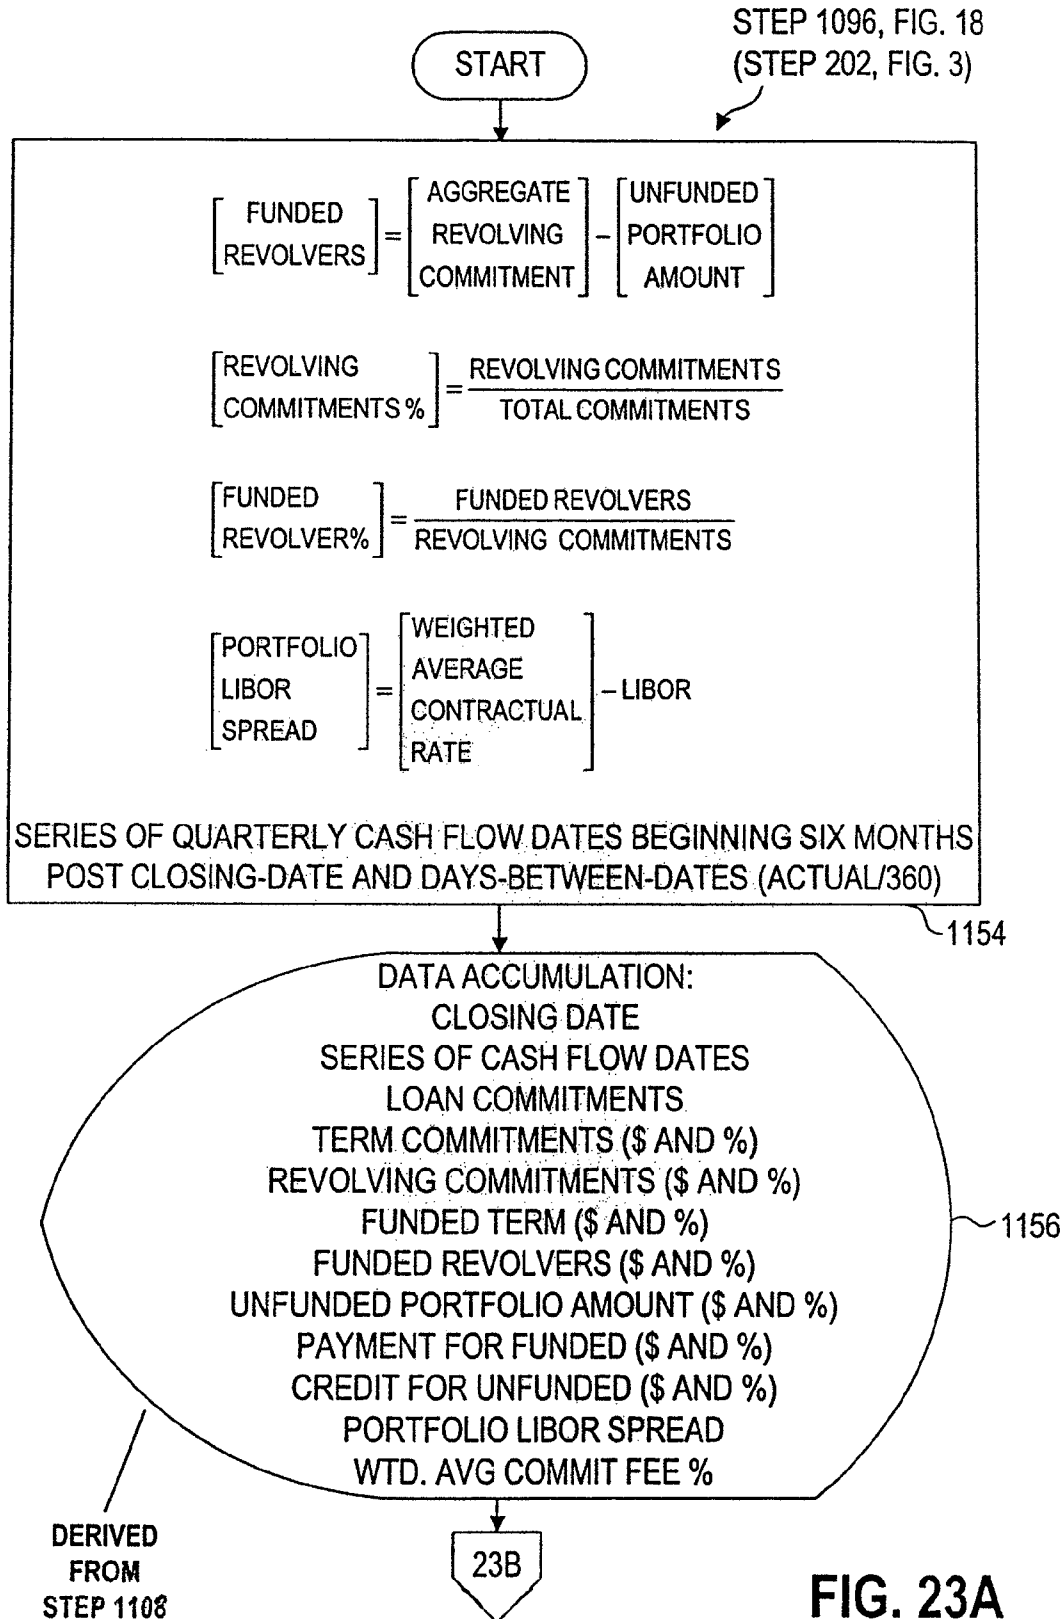 STEP 1096, FIG. 18
(STEP 202, FIG. 3)
START
[FUNDED
REVOLVERS] = [AGGREGATE
REVOLVING
COMMITMENT] – [UNFUNDED
PORTFOLIO
AMOUNT]
[REVOLVING
COMMITMENTS %] = REVOLVING COMMITMENTS
TOTAL COMMITMENTS
[FUNDED
REVOLVER%] = FUNDED REVOLVERS
REVOLVING COMMITMENTS
[PORTFOLIO
LIBOR
SPREAD] = [WEIGHTED
AVERAGE
CONTRACTUAL
RATE] – LIBOR
SERIES OF QUARTERLY CASH FLOW DATES BEGINNING SIX MONTHS
POST CLOSING-DATE AND DAYS-BETWEEN-DATES (ACTUAL/360)
1154
DATA ACCUMULATION:
CLOSING DATE
SERIES OF CASH FLOW DATES
LOAN COMMITMENTS
TERM COMMITMENTS ($ AND %)
REVOLVING COMMITMENTS ($ AND %)
FUNDED TERM ($ AND %)
FUNDED REVOLVERS ($ AND %)
UNFUNDED PORTFOLIO AMOUNT ($ AND %)
PAYMENT FOR FUNDED ($ AND %)
CREDIT FOR UNFUNDED ($ AND %)
PORTFOLIO LIBOR SPREAD
WTD. AVG COMMIT FEE %
1156
DERIVED
FROM
STEP 1108
23B
FIG. 23A